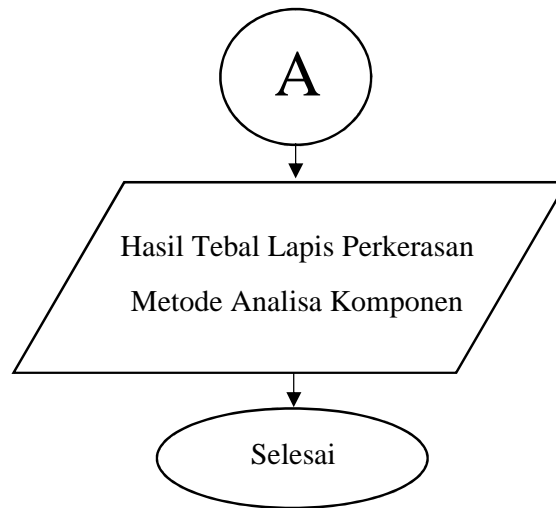 A
Hasil Tebal Lapis Perkerasan
Metode Analisa Komponen
Selesai